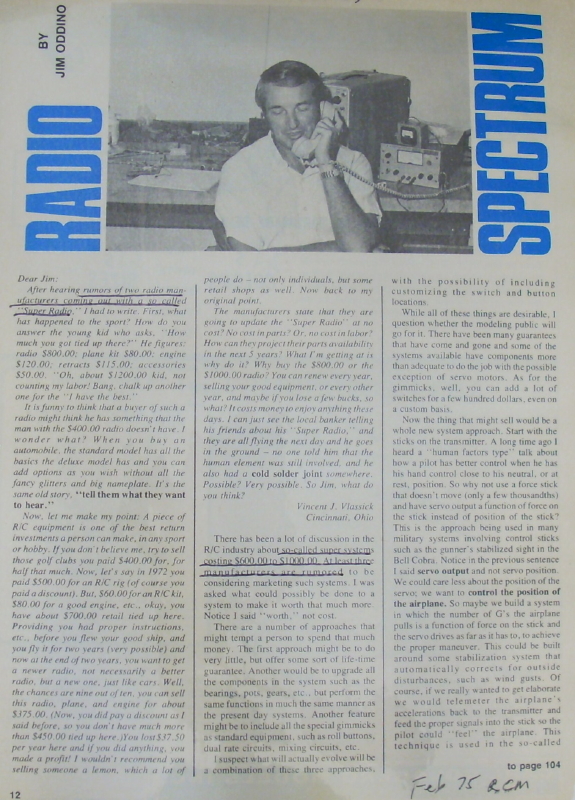 RADIO
BY
JIM ODDINO
SPECTRUM
Dear Jim:
After hearing rumors of two radio man-
ufacturers coming out with a so called
"Super Radio," I had to write. First, what
has happened to the sport? How do you
answer the young kid who asks, "How
much you got tied up there?" He figures:
radio $800.00; plane kit $80.00; engine
$120.00; retracts $115.00; accessories
$50.00. "Oh, about $1200.00 kid, not
counting my labor! Bang, chalk up another
one for the "I have the best."
It is funny to think that a buyer of such a
radio might think he has something that the
man with the $400.00 radio doesn't have. I
wonder what? When you buy an
automobile, the standard model has all the
basics the deluxe model has and you can
add options as you wish without all the
fancy glitters and big nameplate. It's the
same old story, "tell them what they want
to hear."
Now, let me make my point: A piece of
R/C equipment is one of the best return
investments a person can make, in any sport
or hobby. If you don't believe me, try to sell
those golf clubs you paid $400.00 for, for
half that much. Now, let's say in 1972 you
paid $500.00 for an R/C rig (of course you
paid a discount). But, $60.00 for an R/C kit,
$80.00 for a good engine, etc., okay, you
have about $700.00 retail tied up here.
Providing you had proper instructions,
etc., before you flew your good ship, and
you fly it for two years (very possible) and
now at the end of two years, you want to get
a newer radio, not necessarily a better
radio, but a new one, just like cars. Well,
the chances are nine out of ten, you can sell
this radio, plane, and engine for about
$375.00. (Now, you did pay a discount as I
said before, so you don't have much more
than $450.00 tied up here.) You lost $37.50
per year here and if you did anything, you
made a profit! I wouldn't recommend you
selling someone a lemon, which a lot of
people do – not only individuals, but some
retail shops as well. Now back to my
original point.
The manufacturers state that they are
going to update the "Super Radio" at no
cost? No cost in parts? Or, no cost in labor?
How can they project their parts availability
in the next 5 years? What I'm getting at is
why do it? Why buy the $800.00 or the
$1000.00 radio? You can renew every year,
selling your good equipment, or every other
year, and maybe if you lose a few bucks, so
what? It costs money to enjoy anything these
days. I can just see the local banker telling
his friends about his "Super Radio," and
they are all flying the next day and he goes
in the ground – no one told him that the
human element was still involved, and he
also had a cold solder joint somewhere.
Possible? Very possible. So Jim, what do
you think?
Vincent J. Vlassick
Cincinnati, Ohio
There has been a lot of discussion in the
R/C industry about so-called super systems
costing $600.00 to $1000.00. At least three
manufacturers are rumored to be
considering marketing such systems. I was
asked what could possibly be done to a
system to make it worth that much more.
Notice I said "worth," not cost.
There are a number of approaches that
might tempt a person to spend that much
money. The first approach might be to do
very little, but offer some sort of life-time
guarantee. Another would be to upgrade all
the components in the system such as the
bearings, pots, gears, etc., but perform the
same functions in much the same manner as
the present day systems. Another feature
might be to include all the special gimmicks
as standard equipment, such as roll buttons,
dual rate circuits, mixing circuits, etc.
I suspect what will actually evolve will be
a combination of these three approaches,
with the possibility of including
customizing the switch and button
locations.
While all of these things are desirable, I
question whether the modeling public will
go for it. There have been many guarantees
that have come and gone and some of the
systems available have components more
than adequate to do the job with the possible
exception of servo motors. As for the
gimmicks, well, you can add a lot of
switches for a few hundred dollars, even on
a custom basis.
Now the thing that might sell would be a
whole new system approach. Start with the
sticks on the transmitter. A long time ago I
heard a "human factors type" talk about
how a pilot has better control when he has
his hand control close to his neutral, or at
rest, position. So why not use a force stick
that doesn't move (only a few thousandths)
and have servo output a function of force on
the stick instead of position of the stick?
This is the approach being used in many
military systems involving control sticks
such as the gunner's stabilized sight in the
Bell Cobra. Notice in the previous sentence
I said servo output and not servo position.
We could care less about the position of the
servo; we want to control the position of
the airplane. So maybe we build a system
in which the number of G's the airplane
pulls is a function of force on the stick and
the servo drives as far as it has to, to achieve
the proper maneuver. This could be built
around some stabilization system that
automatically corrects for outside
disturbances, such as wind gusts. Of
course, if we really wanted to get elaborate
we would telemeter the airplane's
accelerations back to the transmitter and
feed the proper signals into the stick so the
pilot could "feel" the airplane. This
technique is used in the so-called
to page 104
12
Feb 75 RCM